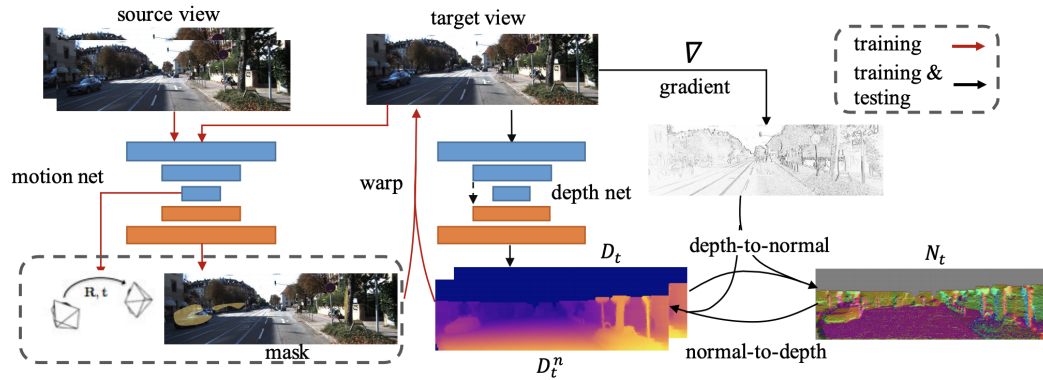 source view
target view
∇
gradient
training
training &
testing
motion net
warp
depth net
R, t
mask
D_t
D_t^n
depth-to-normal
N_t
normal-to-depth